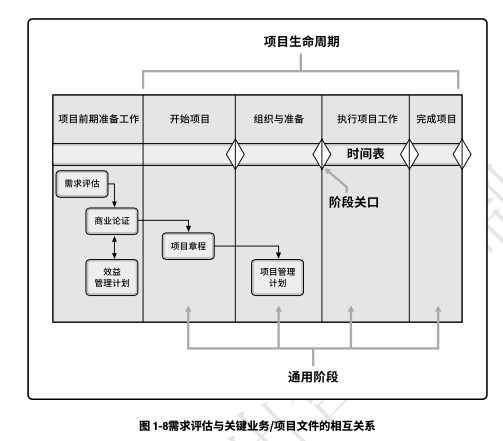 项目生命周期
项目前期准备工作 开始项目 组织与准备 执行项目工作 完成项目
时间表
需求评估
阶段关口
商业论证
项目章程
效益
管理计划
项目管理
计划
通用阶段
图 1-8需求评估与关键业务/项目文件的相互关系